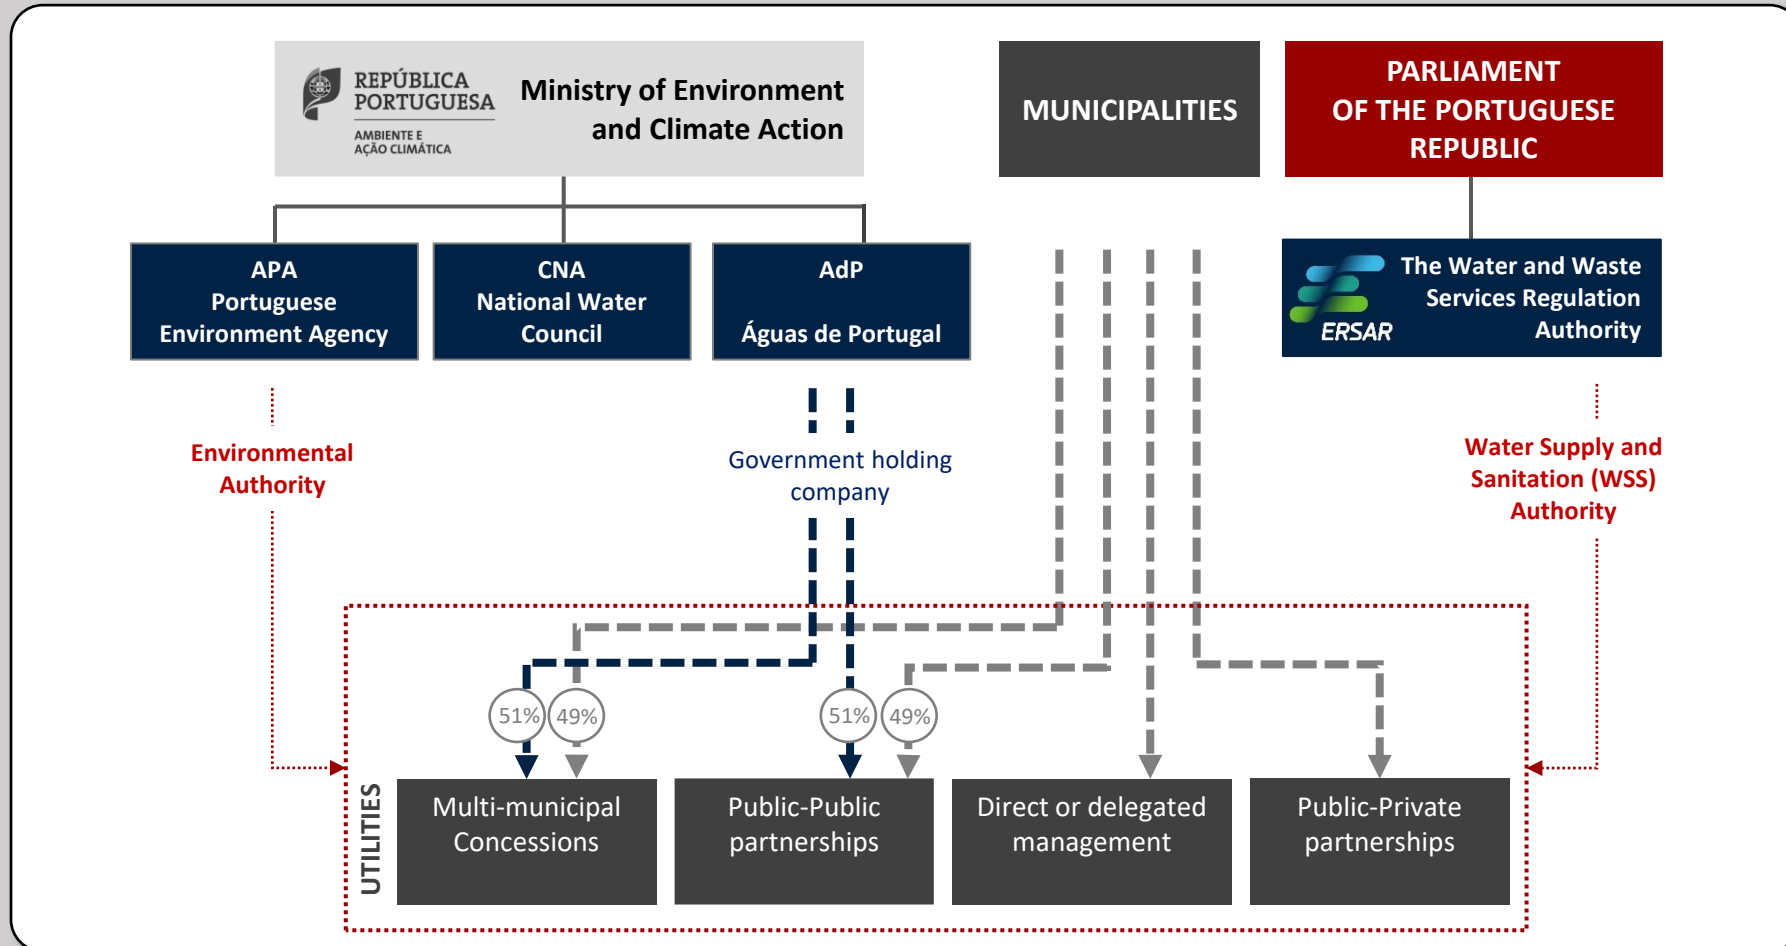 REPÚBLICA
PORTUGUESA
AMBIENTE E
AÇÃO CLIMÁTICA
Ministry of Environment
and Climate Action
MUNICIPALITIES
PARLIAMENT
OF THE PORTUGUESE
REPUBLIC
APA
Portuguese
Environment Agency
CNA
National Water
Council
AdP
Águas de Portugal
ERSAR
The Water and Waste
Services Regulation
Authority
Environmental
Authority
Government holding
company
Water Supply and
Sanitation (WSS)
Authority
51%
49%
51%
49%
UTILITIES
Multi-municipal
Concessions
Public-Public
partnerships
Direct or delegated
management
Public-Private
partnerships